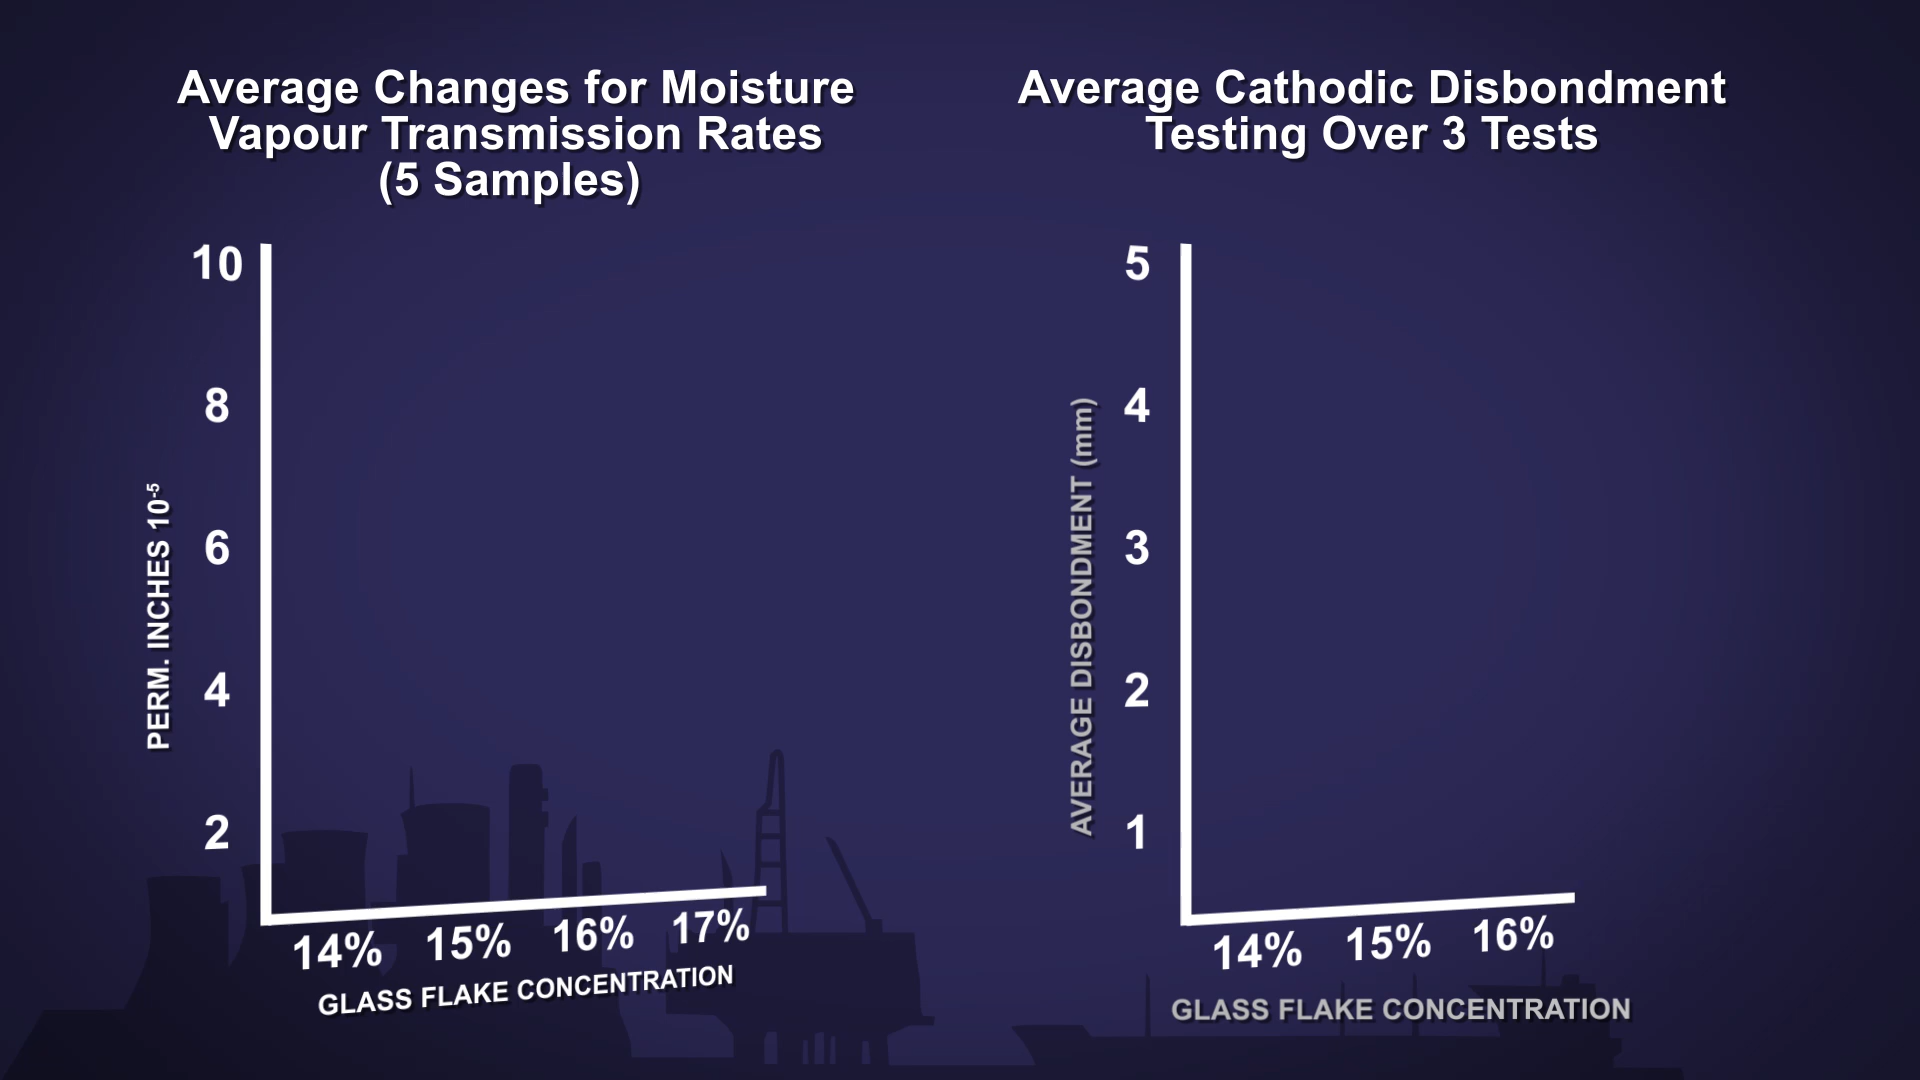 Average Changes for Moisture
Vapour Transmission Rates
(5 Samples)
10
8
6
4
2
PERM. INCHES 10⁻⁵
14% 15% 16% 17%
GLASS FLAKE CONCENTRATION
Average Cathodic Disbondment
Testing Over 3 Tests
5
4
3
2
1
AVERAGE DISBONDMENT (mm)
14% 15% 16%
GLASS FLAKE CONCENTRATION